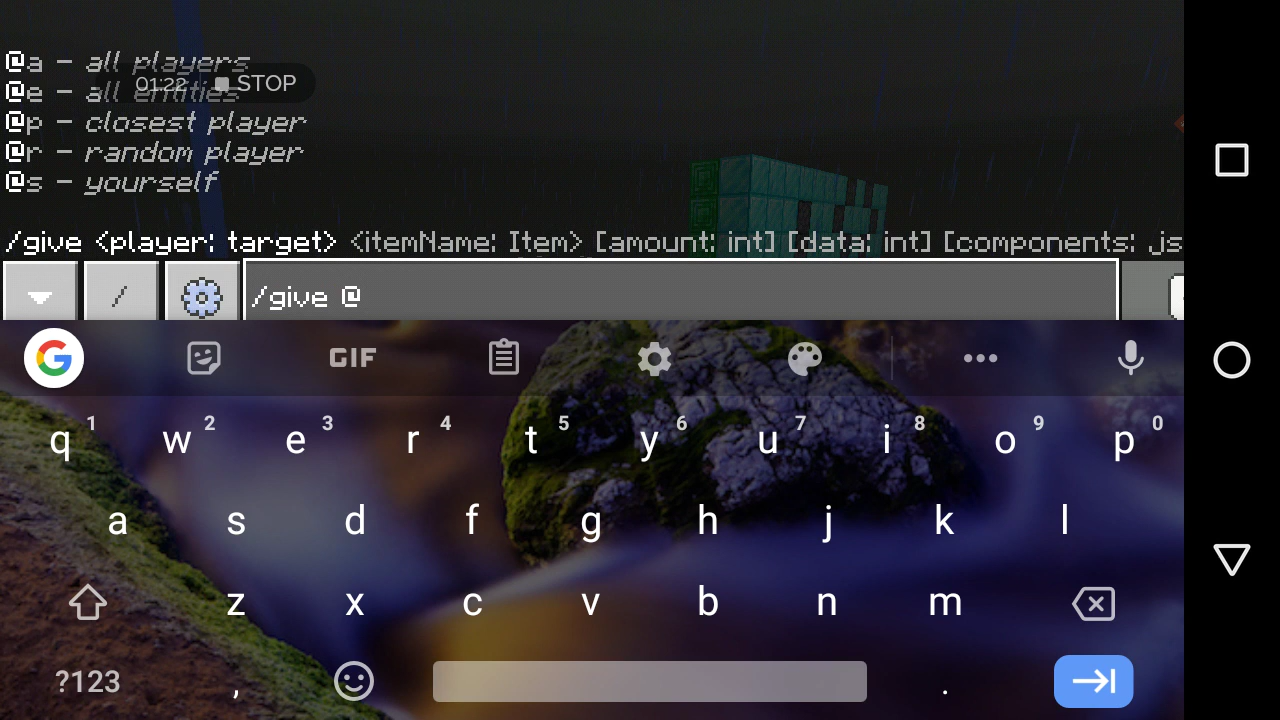 @a – all players
01:22 STOP
@e – all entities
@p – closest player
@r – random player
@s – yourself
/give <player: target> <itemName: Item> [amount: int] [data: int] [components: js
/ /give @
G GIF
q 1 w 2 e 3 r 4 t 5 y 6 u 7 i 8 o 9 p 0
a s d f g h j k l
z x c v b n m
?123 , .